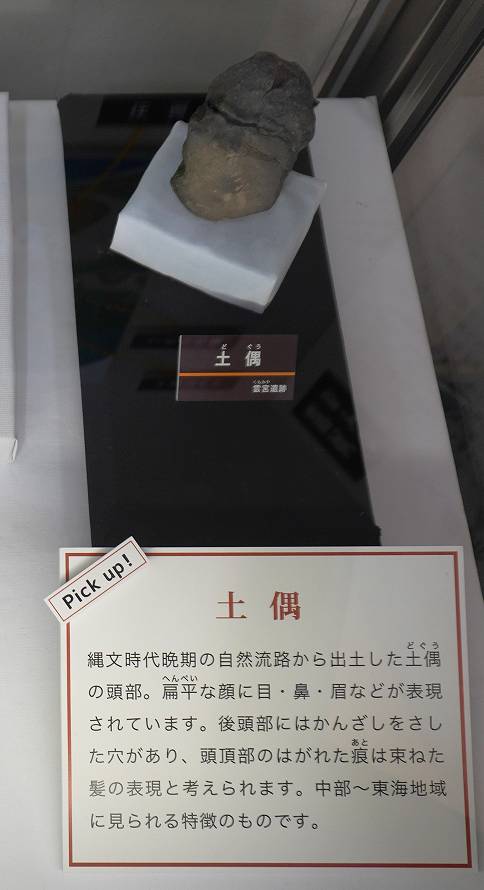 土偶
雲宮遺跡
Pick up!
土偶
縄文時代晩期の自然流路から出土した土偶
の頭部。扁平な顔に目・鼻・眉などが表現
されています。後頭部にはかんざしをさし
た穴があり、頭頂部のはがれた痕は束ねた
髪の表現と考えられます。中部～東海地域
に見られる特徴のものです。